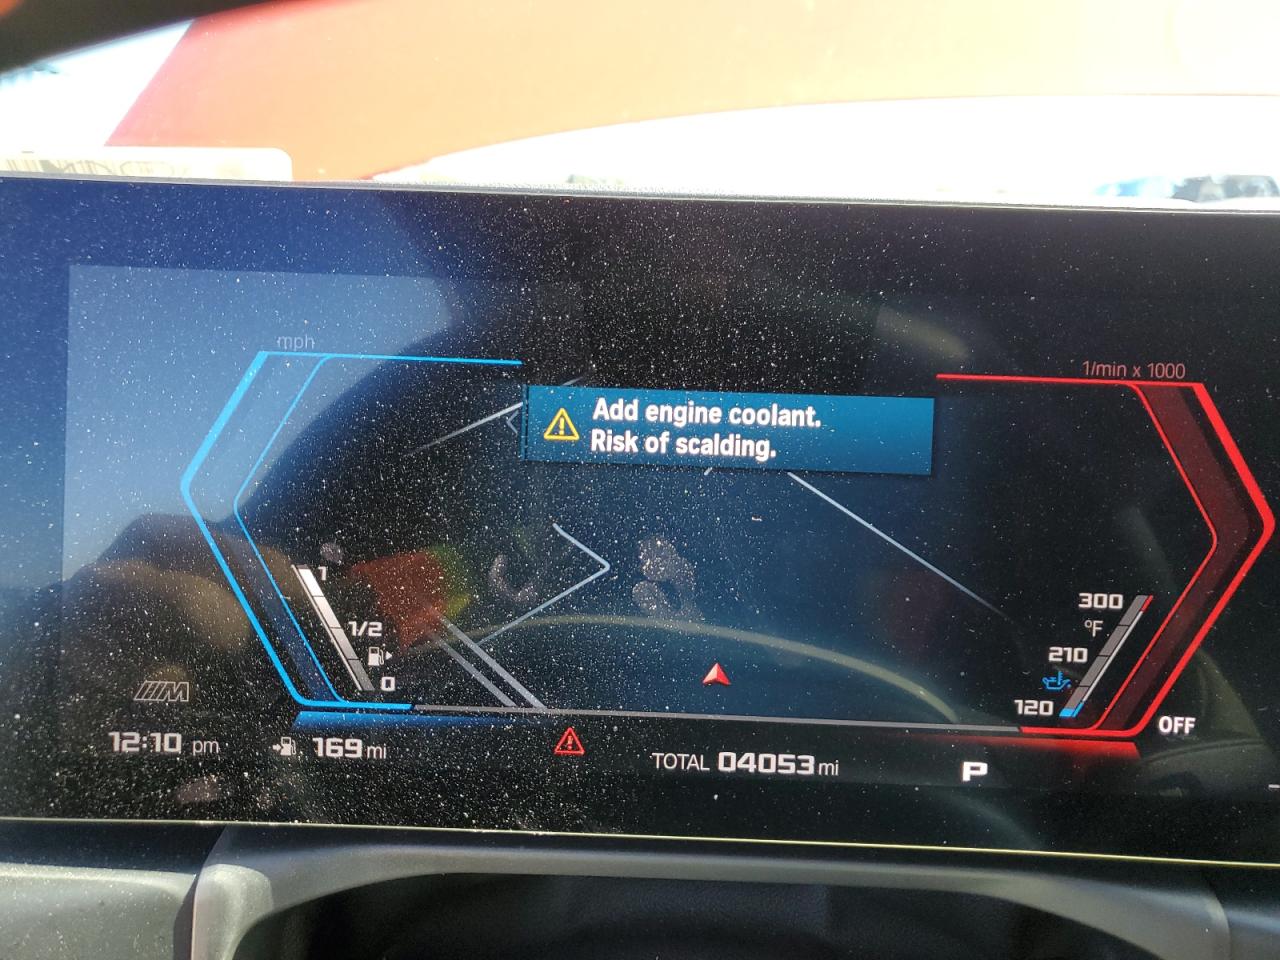 mph
1/min x 1000
Add engine coolant.
Risk of scalding.
1
1/2
0
300
°F
210
120
OFF
M
12:10 pm
169 mi
TOTAL 04053 mi
P